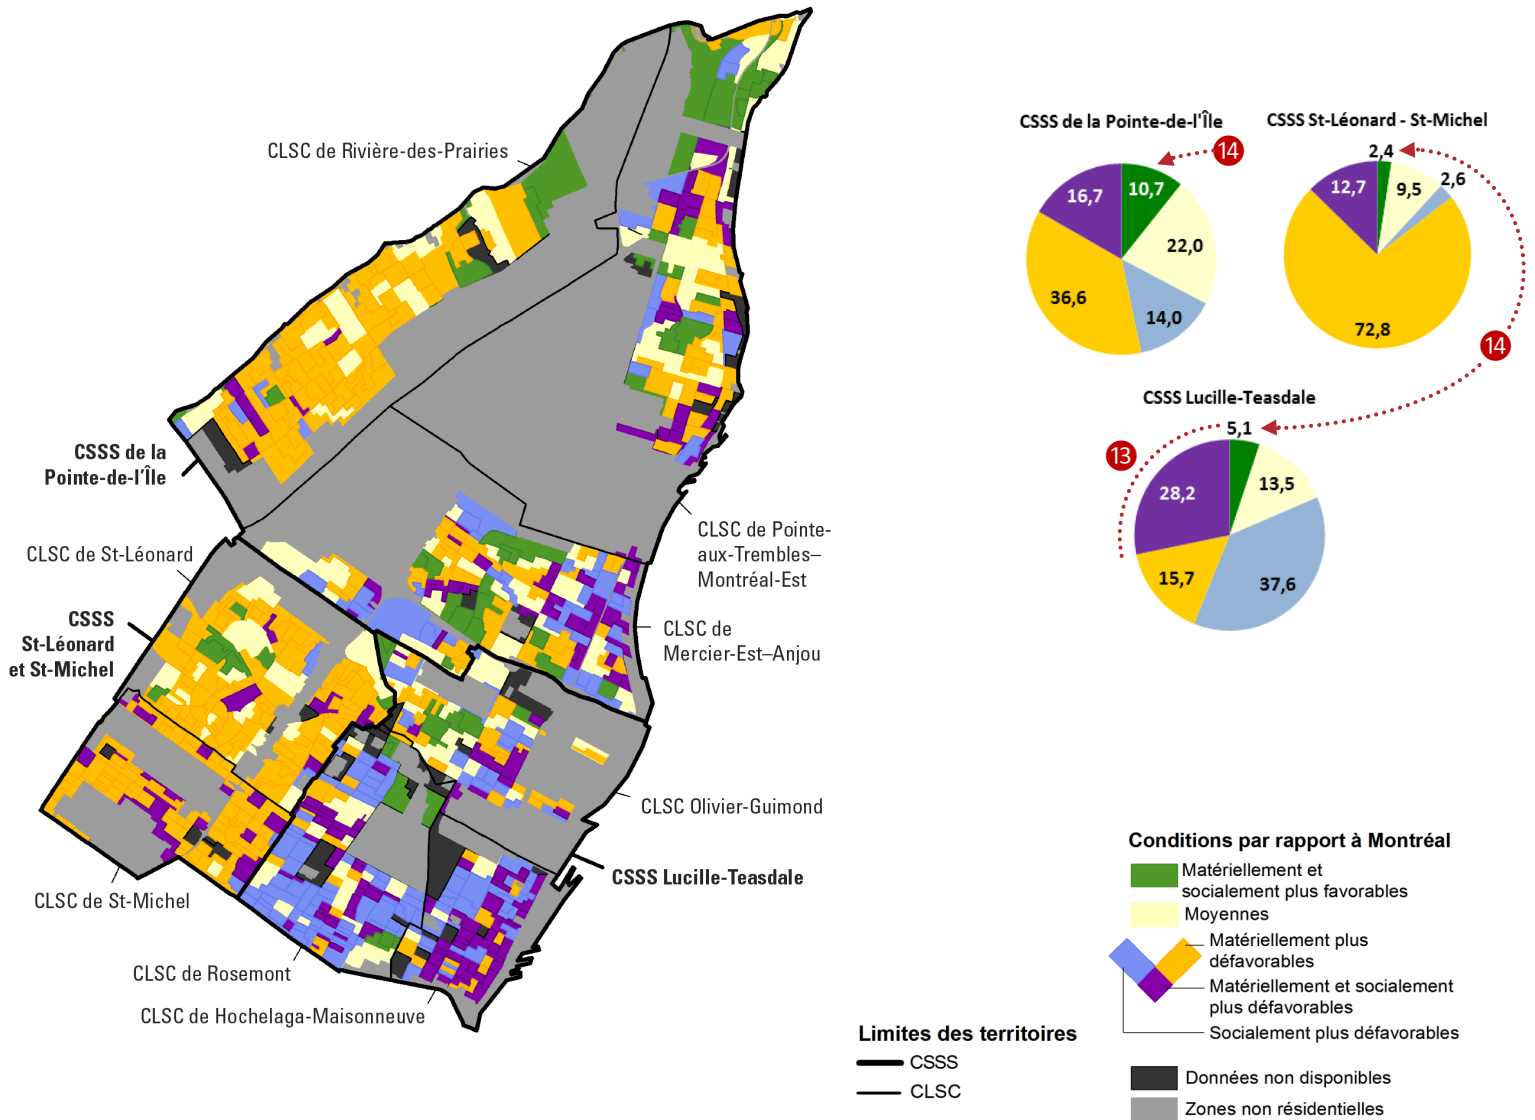 CLSC de Rivière-des-Prairies
CSSS de la
Pointe-de-l'Île
CLSC de St-Léonard
CSSS
St-Léonard
et St-Michel
CLSC de St-Michel
CLSC de Rosemont
CLSC de Hochelaga-Maisonneuve
CLSC de Pointe-
aux-Trembles–
Montréal-Est
CLSC de
Mercier-Est–Anjou
CLSC Olivier-Guimond
CSSS Lucille-Teasdale
CSSS de la Pointe-de-l'Île
14
10,7
22,0
14,0
36,6
16,7
CSSS St-Léonard - St-Michel
2,4
9,5
2,6
72,8
12,7
14
CSSS Lucille-Teasdale
5,1
13
13,5
37,6
15,7
28,2
Limites des territoires
CSSS
CLSC
Conditions par rapport à Montréal
Matériellement et
socialement plus favorables
Moyennes
Matériellement plus
défavorables
Matériellement et socialement
plus défavorables
Socialement plus défavorables
Données non disponibles
Zones non résidentielles